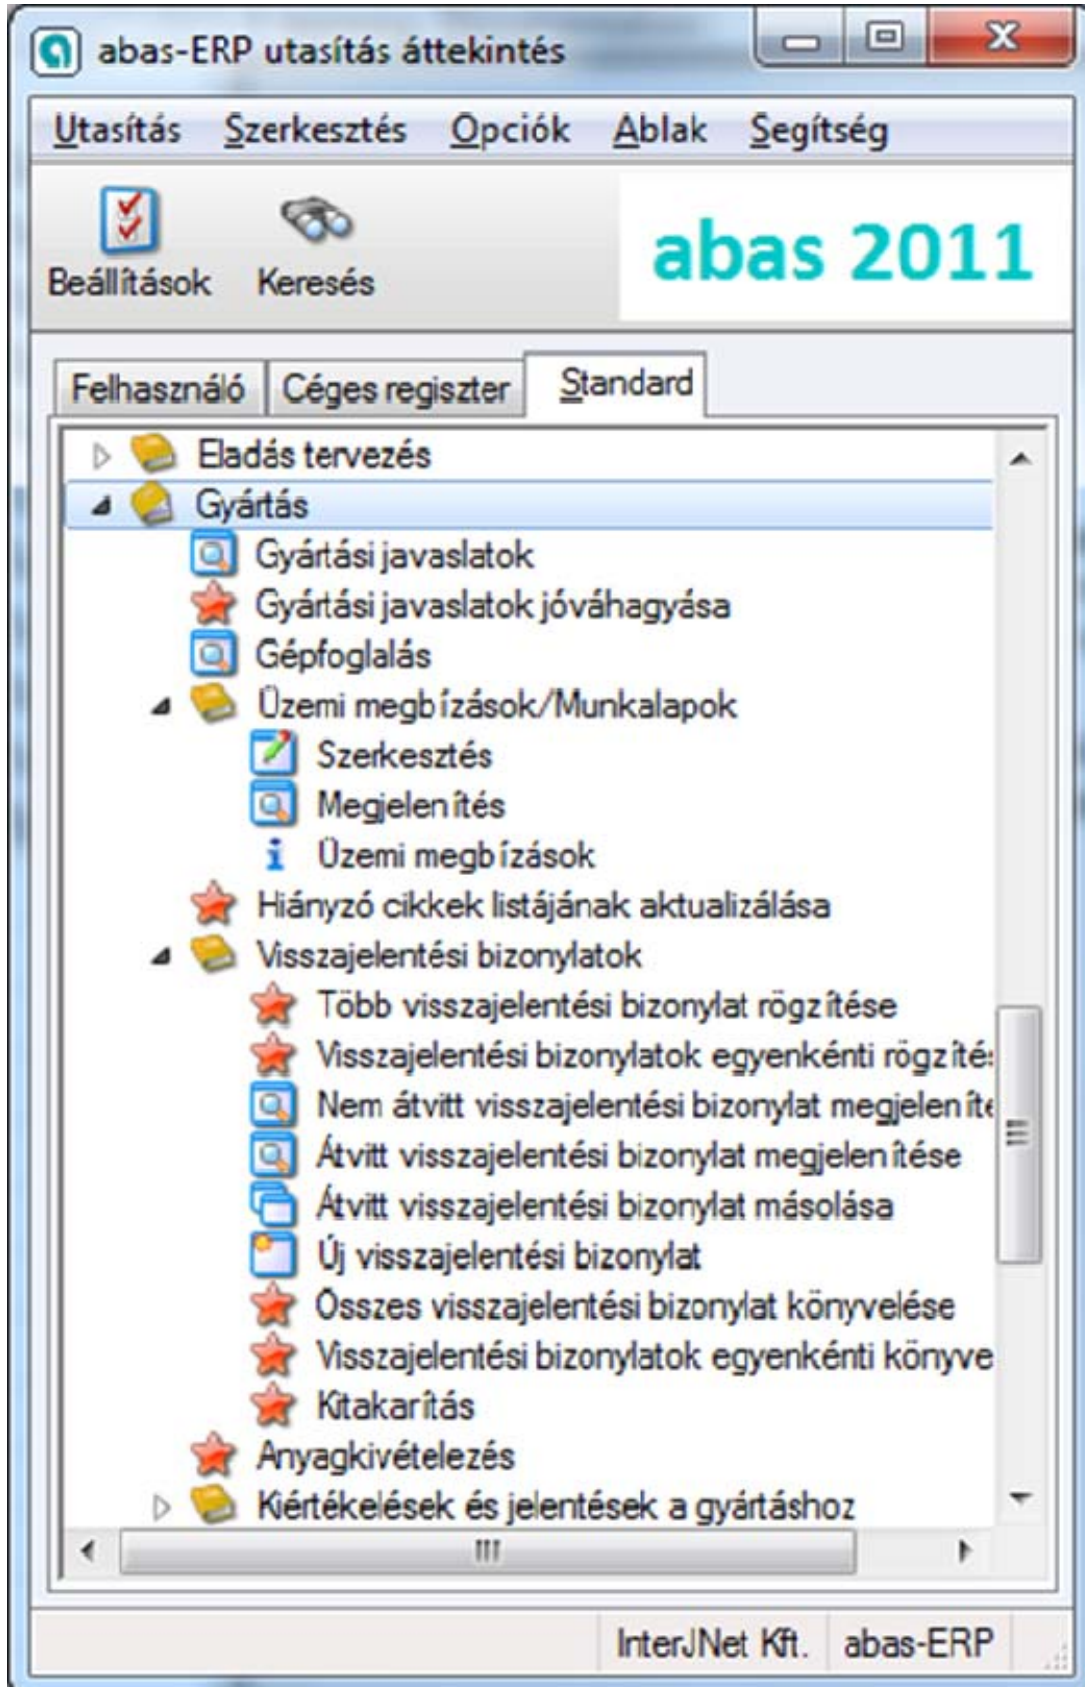 abas-ERP utasítás áttekintés
Utasítás Szerkesztés Opciók Ablak Segítség
Beállítások Keresés
abas 2011
Felhasználó Céges regiszter Standard
Eladás tervezés
Gyártás
Gyártási javaslatok
Gyártási javaslatok jóváhagyása
Gépfoglalás
Üzemi megbízások/Munkalapok
Szerkesztés
Megjelenítés
Üzemi megbízások
Hiányzó cikkek listájának aktualizálása
Visszajelentési bizonylatok
Több visszajelentési bizonylat rögzítése
Visszajelentési bizonylatok egyenkénti rögzítés
Nem átvitt visszajelentési bizonylat megjeleníte
Átvitt visszajelentési bizonylat megjelenítése
Átvitt visszajelentési bizonylat másolása
Új visszajelentési bizonylat
Összes visszajelentési bizonylat könyvelése
Visszajelentési bizonylatok egyenkénti könyve
Kitakarítás
Anyagkivételezés
Kiértékelések és jelentések a gyártáshoz
InterJNet Kft. abas-ERP